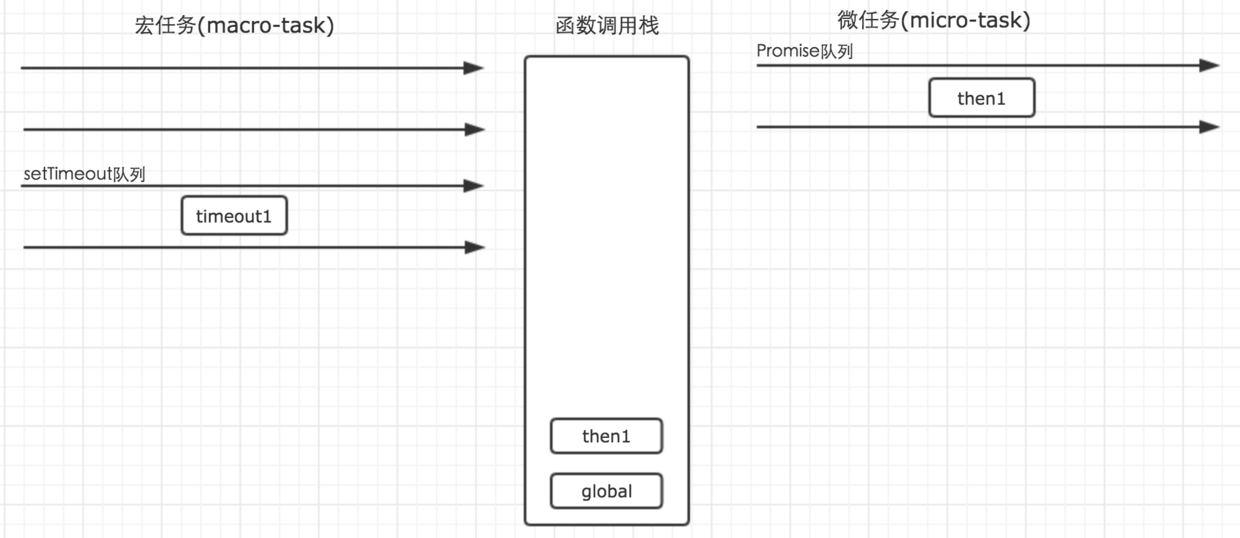 宏任务(macro-task)
函数调用栈
微任务(micro-task)
Promise队列
then1
setTimeout队列
timeout1
then1
global